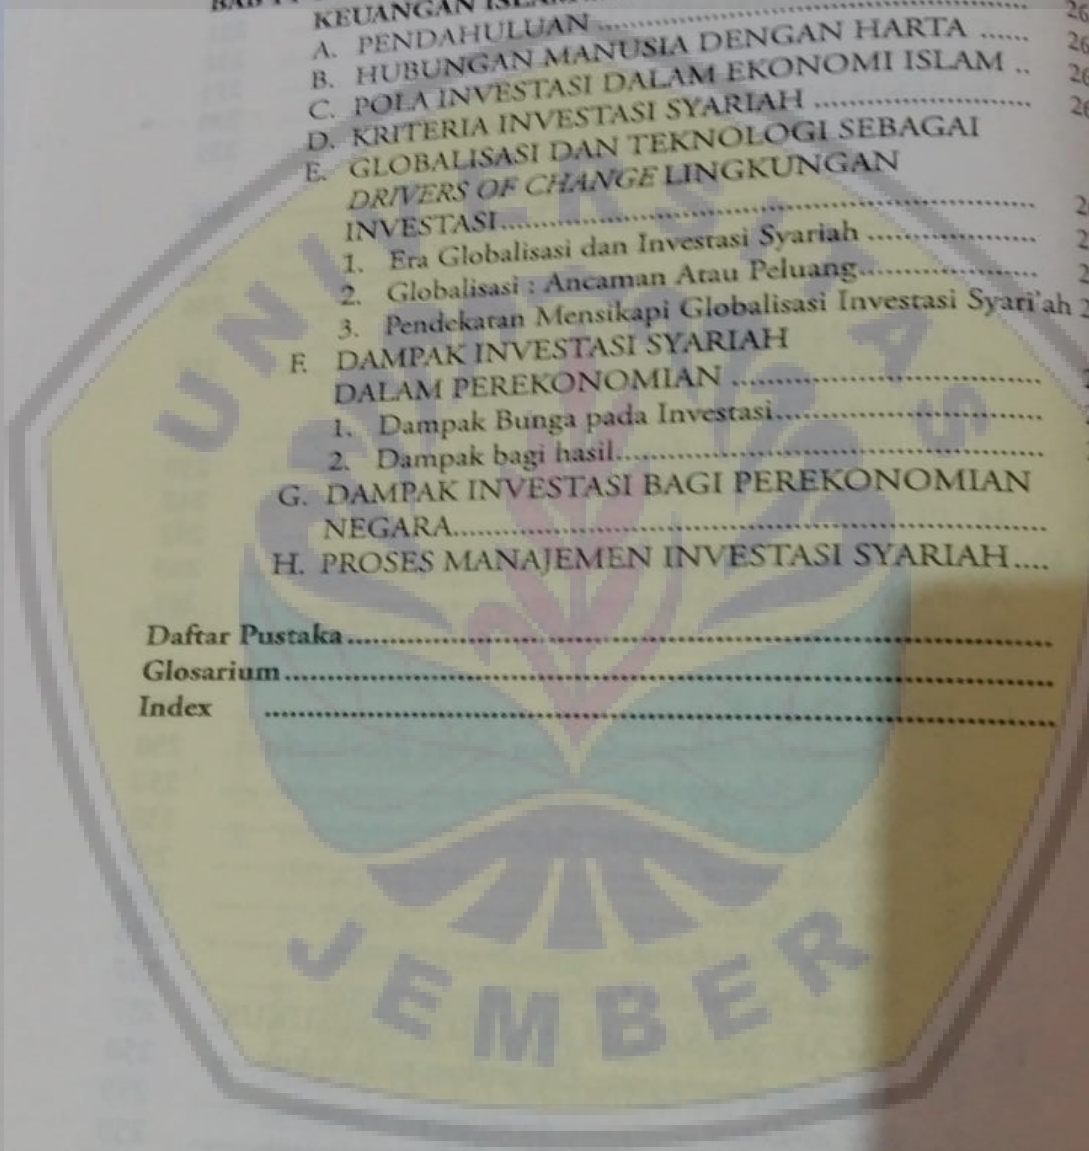 KEUANGAN
A. PENDAHULUAN ........................
B. HUBUNGAN MANUSIA DENGAN HARTA ......
C. POLA INVESTASI DALAM EKONOMI ISLAM ..
D. KRITERIA INVESTASI SYARIAH ........................
E. GLOBALISASI DAN TEKNOLOGI SEBAGAI
DRIVERS OF CHANGE LINGKUNGAN
INVESTASI........................
1. Era Globalisasi dan Investasi Syariah ........................
2. Globalisasi : Ancaman Atau Peluang........................
3. Pendekatan Mensikapi Globalisasi Investasi Syari'ah
F. DAMPAK INVESTASI SYARIAH
DALAM PEREKONOMIAN ........................
1. Dampak Bunga pada Investasi........................
2. Dampak bagi hasil........................
G. DAMPAK INVESTASI BAGI PEREKONOMIAN
NEGARA........................
H. PROSES MANAJEMEN INVESTASI SYARIAH....
Daftar Pustaka........................
Glosarium........................
Index ........................
UNIVERSITAS
JEMBER